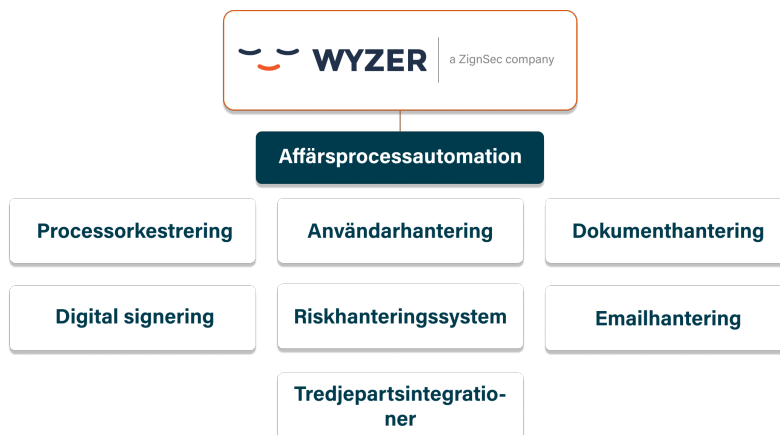 WYZER a ZignSec company
Affärsprocessautomation
Processorkestrering
Användarhantering
Dokumenthantering
Digital signering
Riskhanteringssystem
Emailhantering
Tredjepartsintegratio-
ner